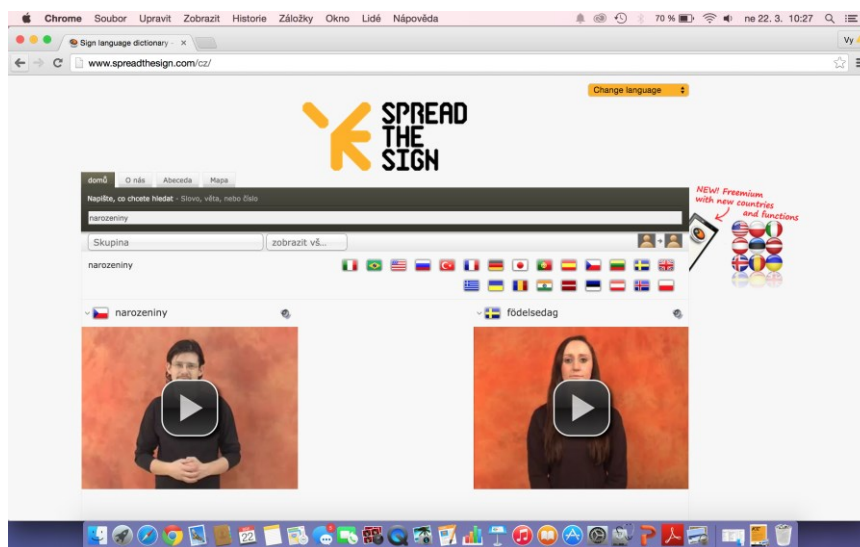 Chrome Soubor Upravit Zobrazit Historie Záložky Okno Lidé Nápověda 70 % ne 22. 3. 10:27
Sign language dictionary - Vy
www.spreadthesign.com/cz/
Change language
SPREAD
THE
SIGN
domů O nás Abeceda Mapa
Napište, co chcete hledat - Slovo, věta, nebo číslo
narozeniny
NEW! Freemium
with new countries
and functions
Skupina zobrazit vš...
narozeniny
narozeniny födelsedag
22